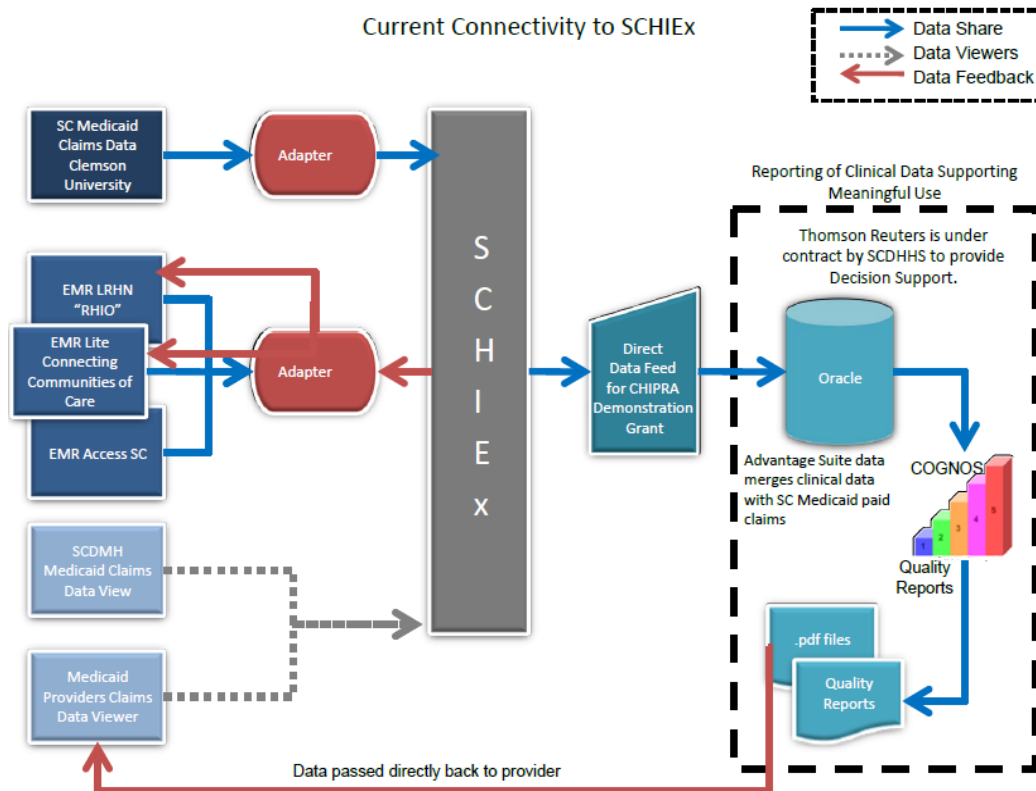 Current Connectivity to SCHIEx
Data Share
Data Viewers
Data Feedback
SC Medicaid
Claims Data
Clemson
University
Adapter
EMR LRHN
“RHIO”
EMR Lite
Connecting
Communities of
Care
EMR Access SC
Adapter
SCDMH
Medicaid Claims
Data View
Medicaid
Providers Claims
Data Viewer
S
C
H
I
E
x
Direct
Data Feed
for CHIPRA
Demonstration
Grant
Reporting of Clinical Data Supporting
Meaningful Use
Thomson Reuters is under
contract by SCDHHS to provide
Decision Support.
Oracle
Advantage Suite data
merges clinical data
with SC Medicaid paid
claims
COGNOS
1
2
3
4
5
Quality
Reports
.pdf files
Quality
Reports
Data passed directly back to provider